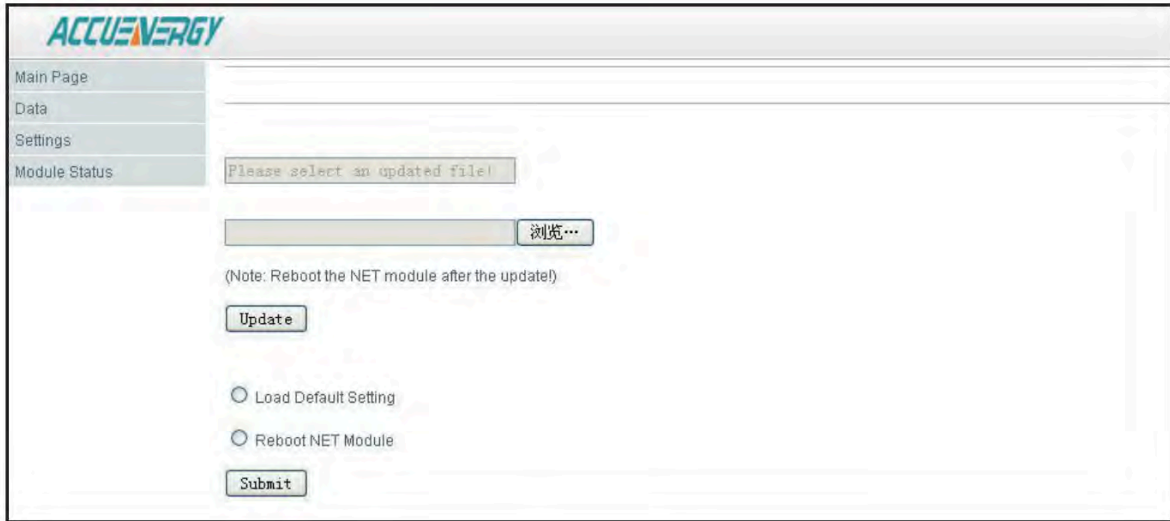 ACCUENERGY
Main Page
Data
Settings
Module Status
Please select an updated file!
浏览…
(Note: Reboot the NET module after the update!)
Update
Load Default Setting
Reboot NET Module
Submit